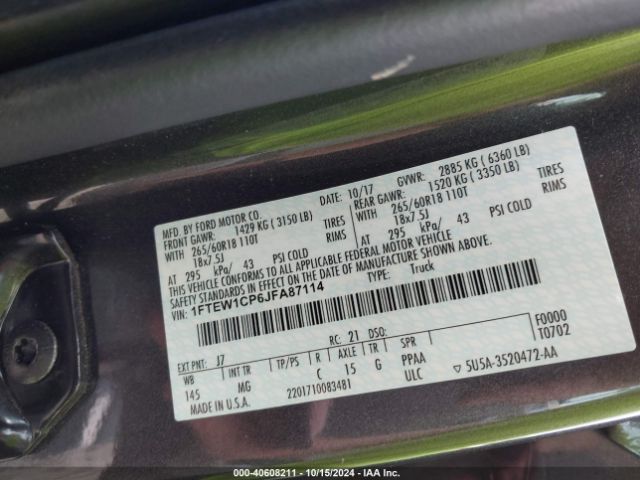 MFD. BY FORD MOTOR CO.
DATE: 10/17 GVWR: 2885 KG ( 6360 LB)
FRONT GAWR: 1429 KG ( 3150 LB) REAR GAWR: 1520 KG ( 3350 LB)
WITH 265/60R18 110T TIRES WITH 265/60R18 110T TIRES
18x7.5J RIMS 18x7.5J RIMS
AT 295 kPa/ 43 PSI COLD AT 295 kPa/ 43 PSI COLD
THIS VEHICLE CONFORMS TO ALL APPLICABLE FEDERAL MOTOR VEHICLE
SAFETY STANDARDS IN EFFECT ON THE DATE OF MANUFACTURE SHOWN ABOVE.
VIN: 1FTEW1CP6JFA87114 TYPE: Truck
F0000
T0702
EXT PNT: J7 RC: 21 DSO:
WB INT TR TP/PS R AXLE TR SPR
145 MG C 15 G PPAA
MADE IN U.S.A. 2201710083481 ULC 5U5A-3520472-AA
000-40608211 - 10/15/2024 - IAA Inc.